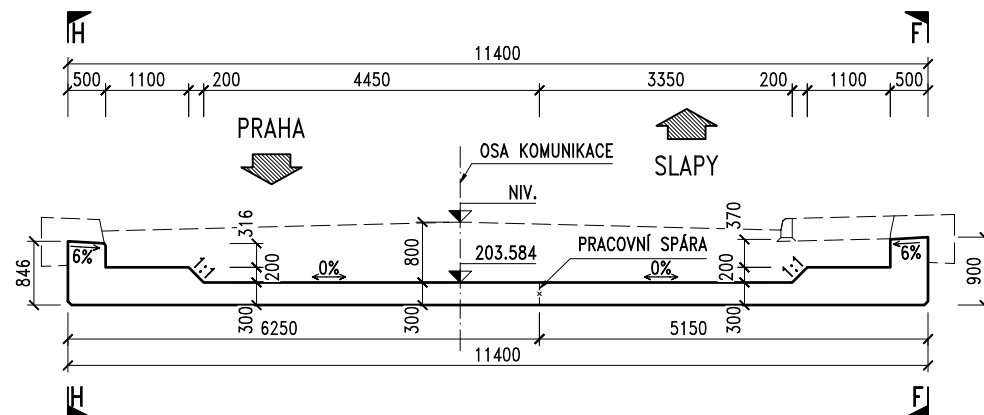 H F
11400
500 1100 200 4450 3350 200 1100 500
PRAHA
SLAPY
OSA KOMUNIKACE
NIV.
PRACOVNÍ SPÁRA
203.584
846
6%
1:1
316
200
300
0%
800
300
0%
370
200
300
1:1
6%
900
6250 5150
11400
H F